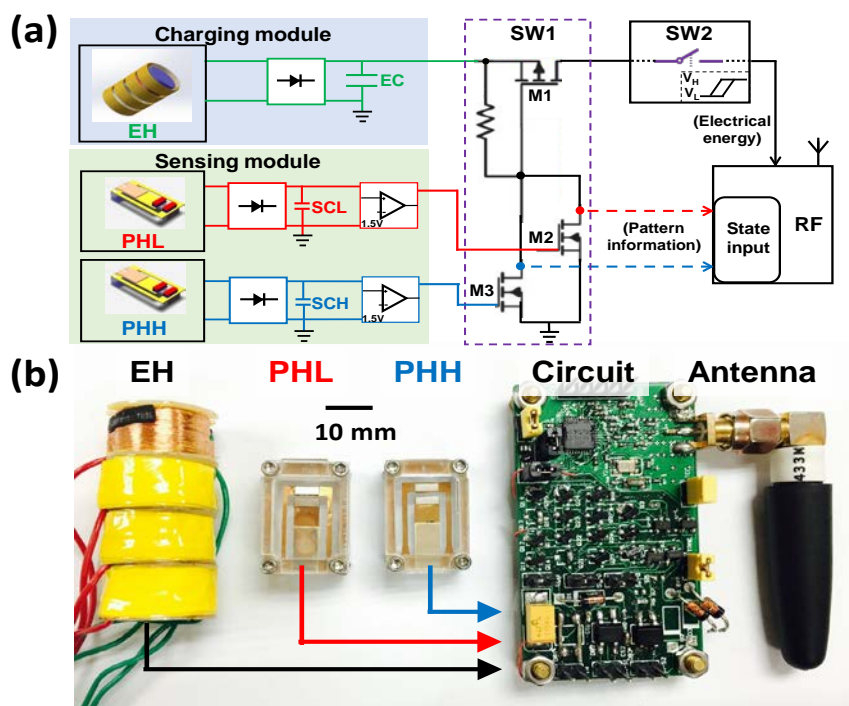 (a)
Charging module
EH
EC
SW1
M1
SW2
VH
VL
(Electrical
energy)
Sensing module
PHL
SCL
1.5V
M2
(Pattern
information)
State
input
RF
PHH
SCH
1.5V
M3
(b)
EH
PHL
PHH
Circuit
Antenna
10 mm
433M